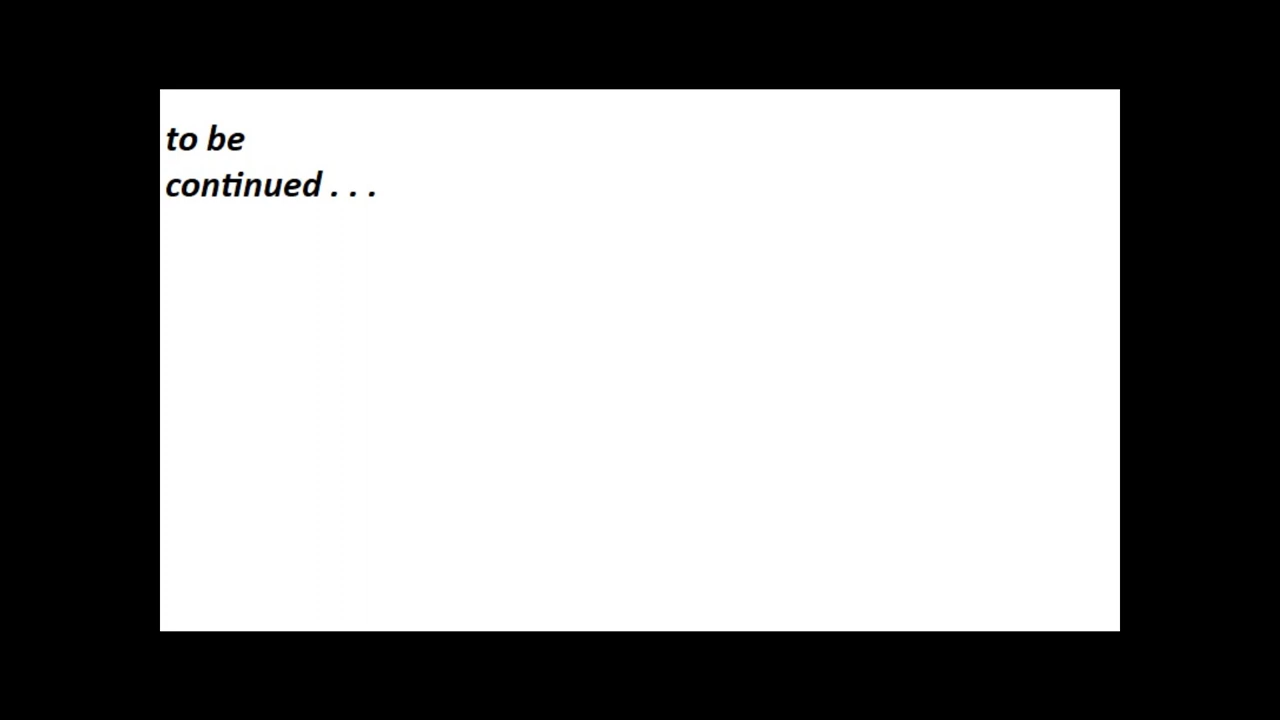 to be
continued . . .